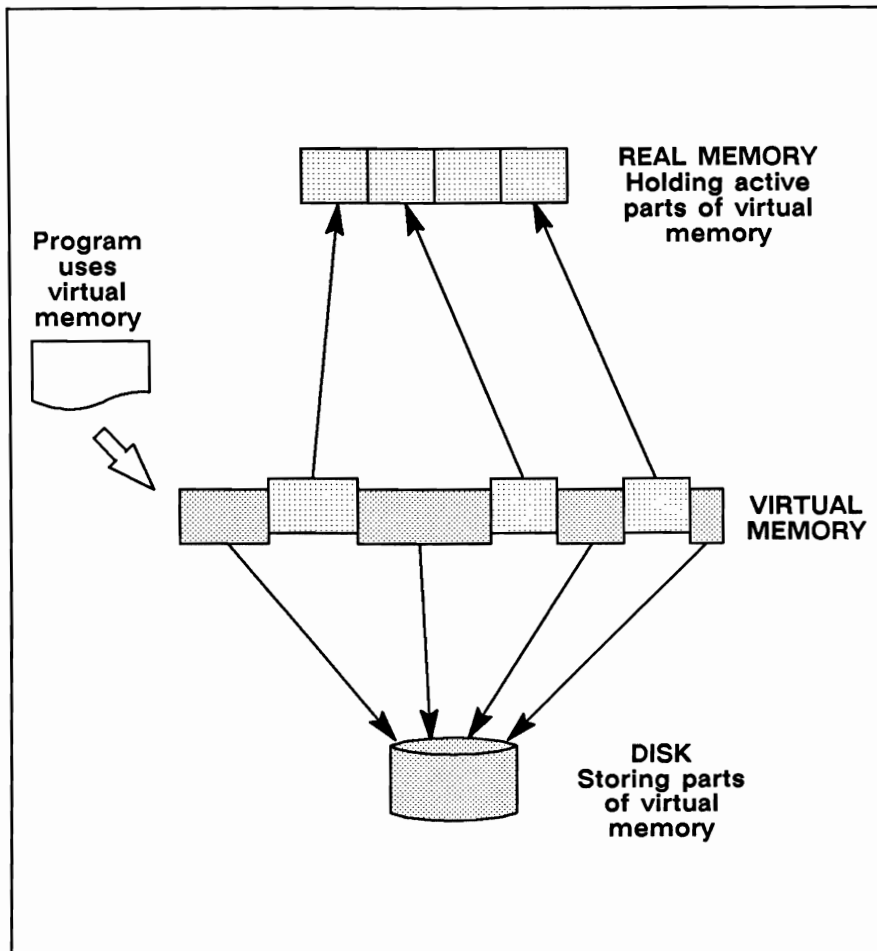 REAL MEMORY
Holding active
parts of virtual
memory
Program
uses
virtual
memory
VIRTUAL
MEMORY
DISK
Storing parts
of virtual
memory